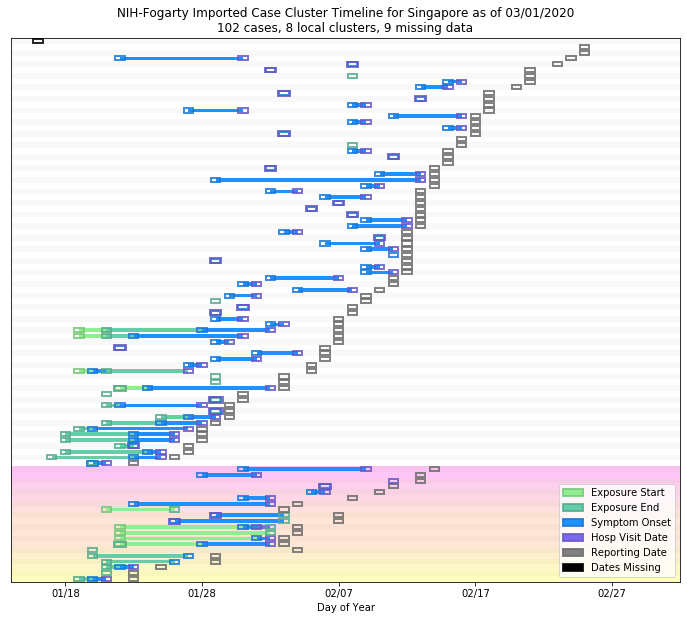 NIH-Fogarty Imported Case Cluster Timeline for Singapore as of 03/01/2020
102 cases, 8 local clusters, 9 missing data
Exposure Start
Exposure End
Symptom Onset
Hosp Visit Date
Reporting Date
Dates Missing
01/18 01/28 02/07 02/17 02/27
Day of Year